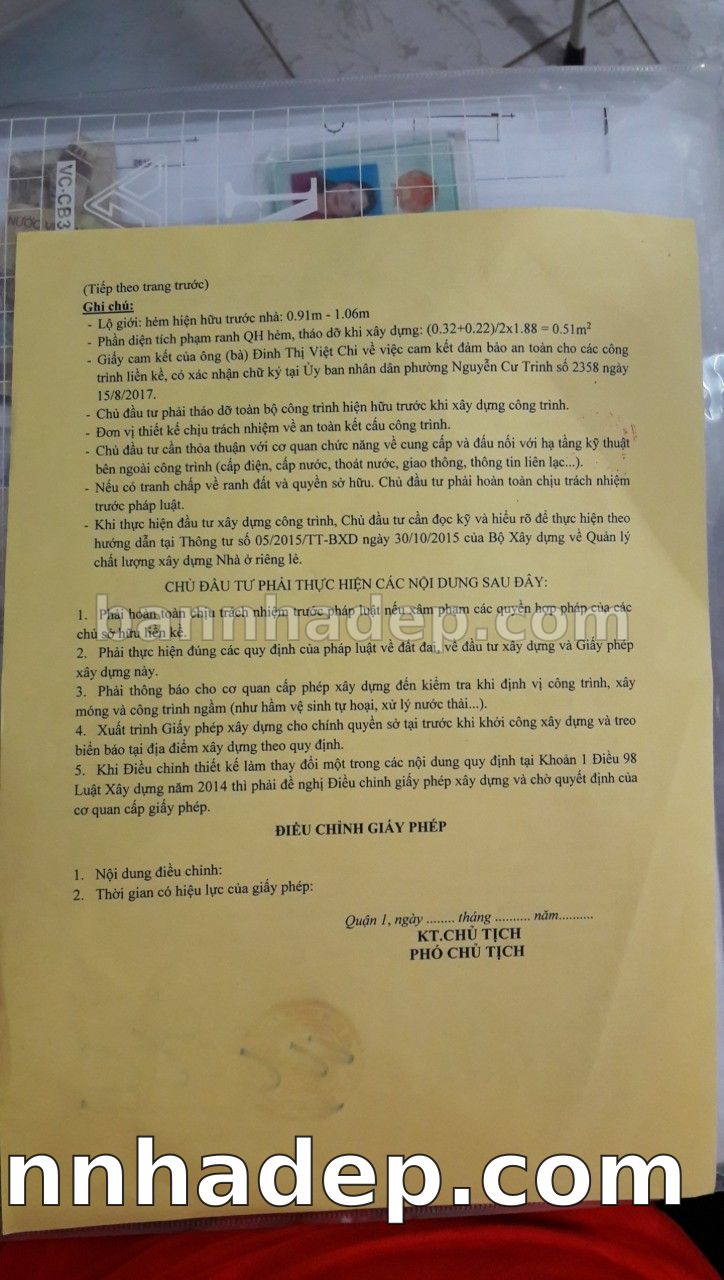 VC-CB3
NƯỚC
N
(Tiếp theo trang trước)
Ghi chú:
- Lộ giới: hẻm hiện hữu trước nhà: 0.91m - 1.06m
- Phần diện tích phạm ranh QH hẻm, tháo dỡ khi xây dựng: (0.32+0.22)/2x1.88 = 0.51m²
- Giấy cam kết của ông (bà) Đinh Thị Việt Chi về việc cam kết đảm bảo an toàn cho các công
trình liền kề, có xác nhận chữ ký tại Ủy ban nhân dân phường Nguyễn Cư Trinh số 2358 ngày
15/8/2017.
- Chủ đầu tư phải tháo dỡ toàn bộ công trình hiện hữu trước khi xây dựng công trình.
- Đơn vị thiết kế chịu trách nhiệm về an toàn kết cấu công trình.
- Chủ đầu tư cần thỏa thuận với cơ quan chức năng về cung cấp và đấu nối với hạ tầng kỹ thuật
bên ngoài công trình (cấp điện, cấp nước, thoát nước, giao thông, thông tin liên lạc...).
- Nếu có tranh chấp về ranh đất và quyền sở hữu. Chủ đầu tư phải hoàn toàn chịu trách nhiệm
trước pháp luật.
- Khi thực hiện đầu tư xây dựng công trình, Chủ đầu tư cần đọc kỹ và hiểu rõ để thực hiện theo
hướng dẫn tại Thông tư số 05/2015/TT-BXD ngày 30/10/2015 của Bộ Xây dựng về Quản lý
chất lượng xây dựng Nhà ở riêng lẻ.
CHỦ ĐẦU TƯ PHẢI THỰC HIỆN CÁC NỘI DUNG SAU ĐÂY:
1. Phải hoàn toàn chịu trách nhiệm trước pháp luật nếu xâm phạm các quyền hợp pháp của các
chủ sở hữu liền kề.
bannhadep.com
2. Phải thực hiện đúng các quy định của pháp luật về đất đai, về đầu tư xây dựng và Giấy phép
xây dựng này.
3. Phải thông báo cho cơ quan cấp phép xây dựng đến kiểm tra khi định vị công trình, xây
móng và công trình ngầm (như hầm vệ sinh tự hoại, xử lý nước thải...).
4. Xuất trình Giấy phép xây dựng cho chính quyền sở tại trước khi khởi công xây dựng và treo
biển báo tại địa điểm xây dựng theo quy định.
5. Khi Điều chỉnh thiết kế làm thay đổi một trong các nội dung quy định tại Khoản 1 Điều 98
Luật Xây dựng năm 2014 thì phải đề nghị Điều chỉnh giấy phép xây dựng và chờ quyết định của
cơ quan cấp giấy phép.
ĐIỀU CHỈNH GIẤY PHÉP
1. Nội dung điều chỉnh:
2. Thời gian có hiệu lực của giấy phép:
Quận 1, ngày ........ tháng .......... năm..........
KT.CHỦ TỊCH
PHÓ CHỦ TỊCH
nnhadep.com